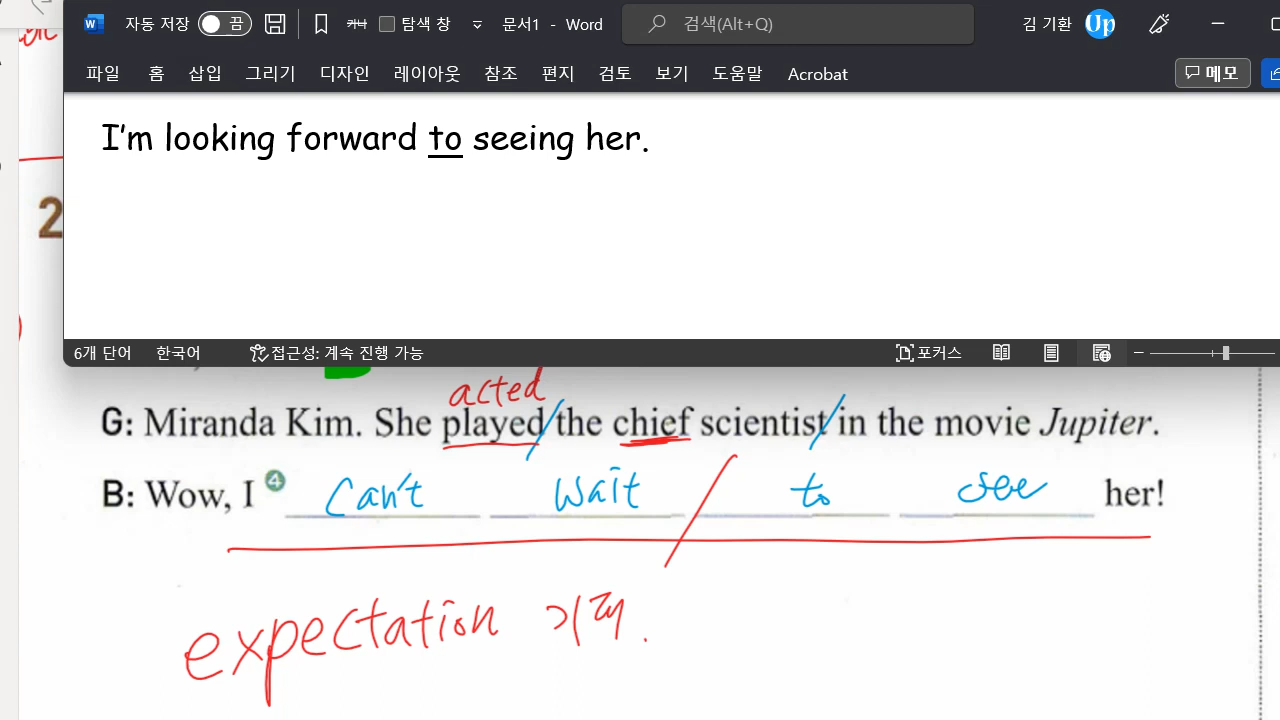 자동 저장 끔 탐색 창 문서1 - Word 검색(Alt+Q) 김 기환 Up
파일 홈 삽입 그리기 디자인 레이아웃 참조 편지 검토 보기 도움말 Acrobat 메모
I'm looking forward to seeing her.
2
6개 단어 한국어 접근성: 계속 진행 가능 포커스
acted
G: Miranda Kim. She played the chief scientist in the movie Jupiter.
B: Wow, I ④ can't wait to see her!
expectation